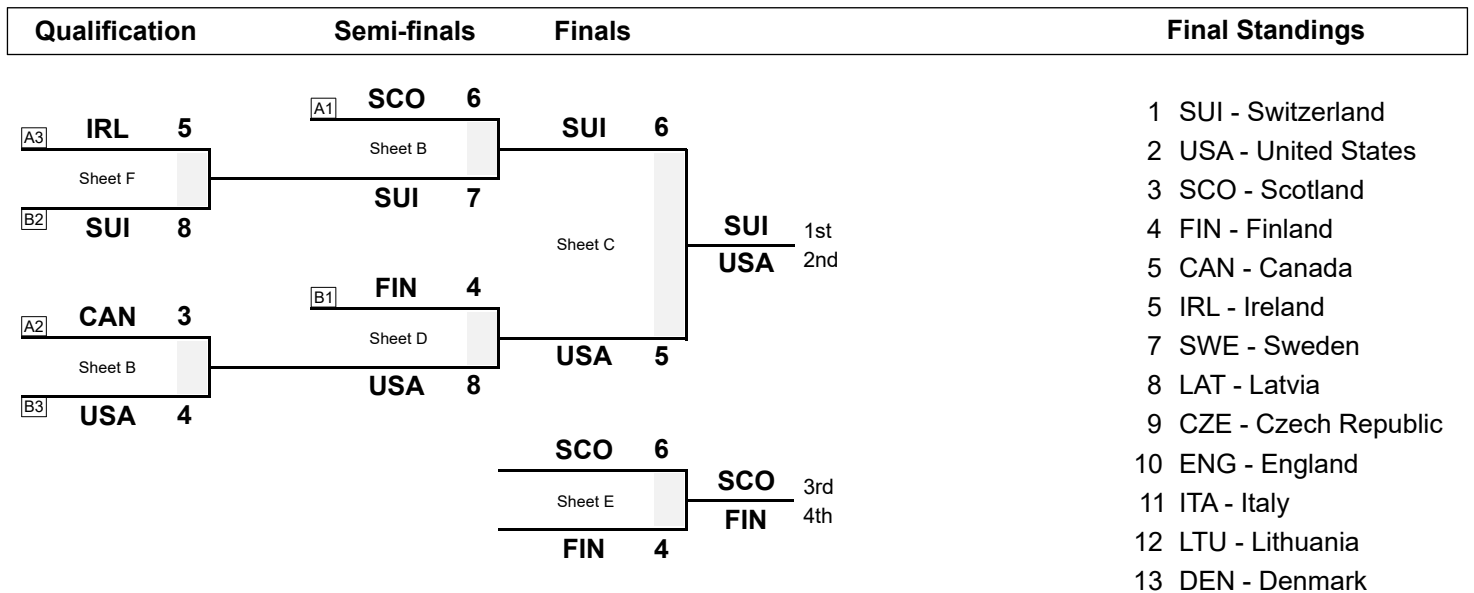 Qualification Semi-finals Finals Final Standings
A1 SCO 6
A3 IRL 5
Sheet B
SUI 6
Sheet F
SUI 7
B2 SUI 8
Sheet C
SUI 1st
USA 2nd
B1 FIN 4
A2 CAN 3
Sheet D
USA 5
Sheet B
USA 8
B3 USA 4
SCO 6
Sheet E
SCO 3rd
FIN 4th
FIN 4
1 SUI - Switzerland
2 USA - United States
3 SCO - Scotland
4 FIN - Finland
5 CAN - Canada
5 IRL - Ireland
7 SWE - Sweden
8 LAT - Latvia
9 CZE - Czech Republic
10 ENG - England
11 ITA - Italy
12 LTU - Lithuania
13 DEN - Denmark